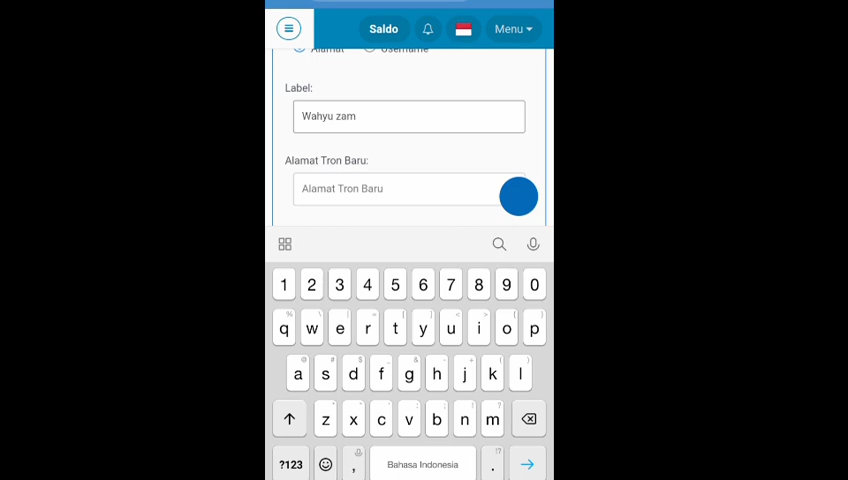 Saldo
Menu
Alamat
Username
Label:
Wahyu zam
Alamat Tron Baru:
Alamat Tron Baru
1 2 3 4 5 6 7 8 9 0
q w e r t y u i o p
a s d f g h j k l
z x c v b n m
?123 , Bahasa Indonesia .